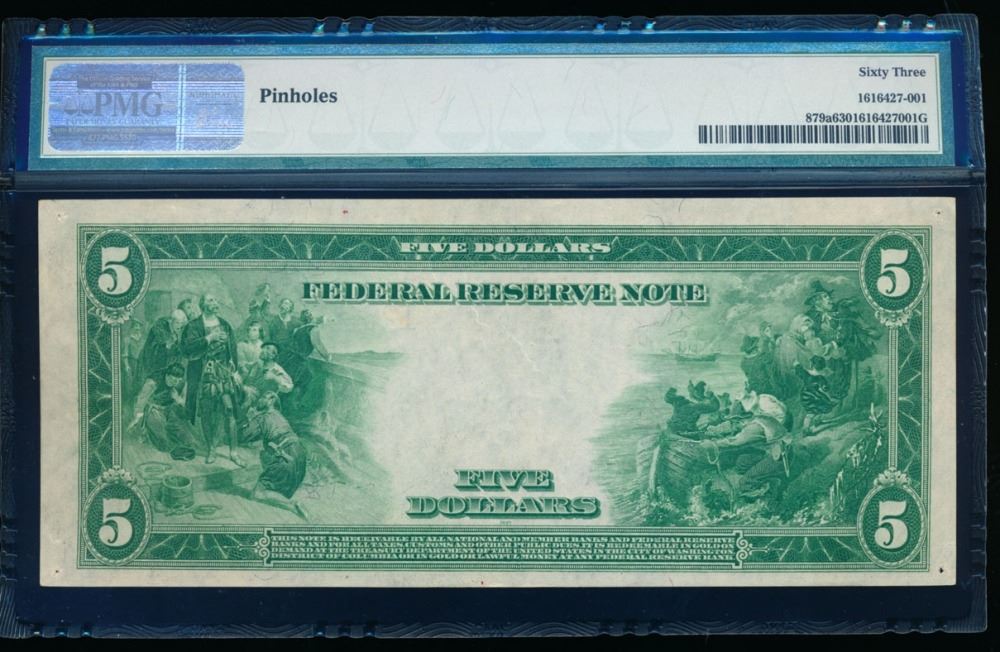 Pinholes
Sixty Three
1616427-001
879a6301616427001G
PMG
PAPER MONEY GUARANTY
FIVE DOLLARS
5
5
FEDERAL RESERVE NOTE
FIVE
DOLLARS
5
5
THIS NOTE IS RECEIVABLE BY ALL NATIONAL AND MEMBER BANKS AND FEDERAL RESERVE
BANKS AND FOR ALL TAXES, CUSTOMS AND OTHER PUBLIC DUES. IT IS REDEEMABLE IN GOLD ON
DEMAND AT THE TREASURY DEPARTMENT OF THE UNITED STATES IN THE CITY OF WASHINGTON
DISTRICT OF COLUMBIA OR IN GOLD OR LAWFUL MONEY AT ANY FEDERAL RESERVE BANK